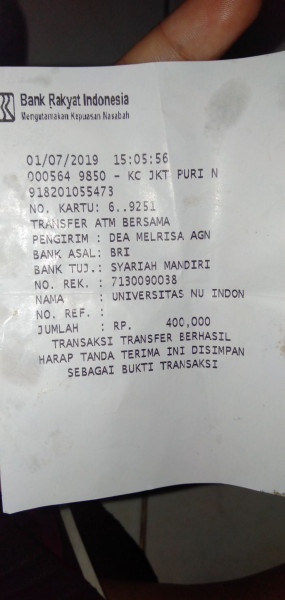 Bank Rakyat Indonesia
Mengutamakan Kepuasan Nasabah
01/07/2019 15:05:56
000564 9850 - KC JKT PURI N
918201055473
NO. KARTU: 6..9251
TRANSFER ATM BERSAMA
PENGIRIM : DEA MELRISA AGN
BANK ASAL: BRI
BANK TUJ.: SYARIAH MANDIRI
NO. REK. : 7130090038
NAMA : UNIVERSITAS NU INDON
NO. REF. :
JUMLAH : RP. 400,000
TRANSAKSI TRANSFER BERHASIL
HARAP TANDA TERIMA INI DISIMPAN
SEBAGAI BUKTI TRANSAKSI